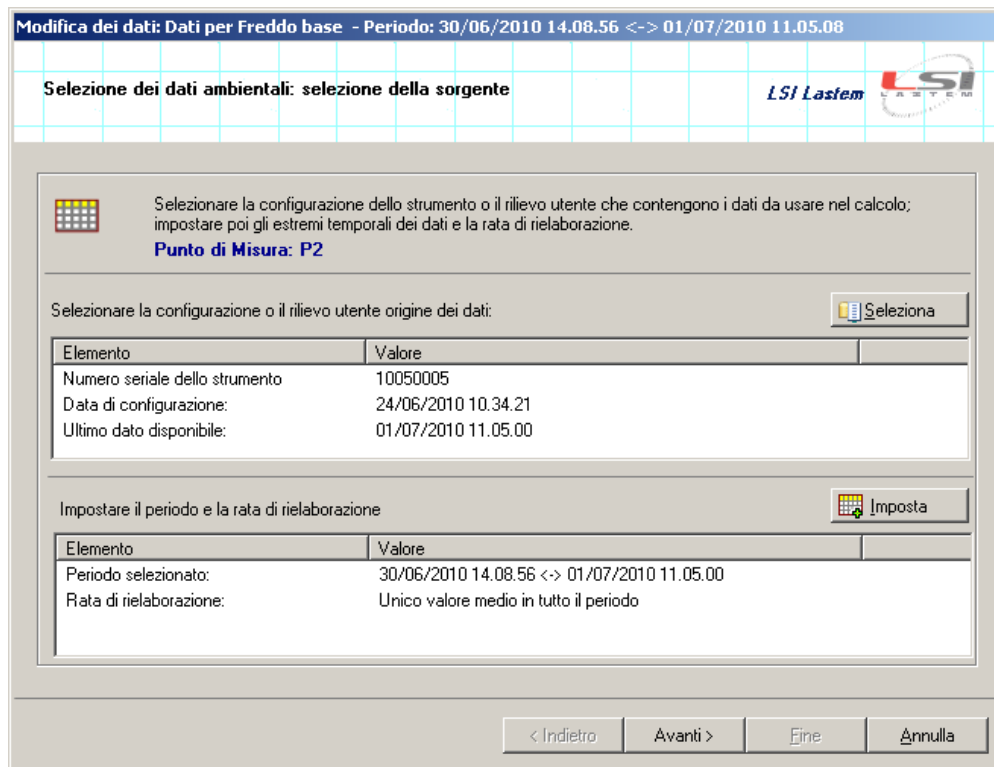 Modifica dei dati: Dati per Freddo base - Periodo: 30/06/2010 14.08.56 <-> 01/07/2010 11.05.08
Selezione dei dati ambientali: selezione della sorgente
LSI Lastem
LSI
LASTEM
Selezionare la configurazione dello strumento o il rilievo utente che contengono i dati da usare nel calcolo;
impostare poi gli estremi temporali dei dati e la rata di rielaborazione.
Punto di Misura: P2
Selezionare la configurazione o il rilievo utente origine dei dati:
Seleziona
Elemento Valore
Numero seriale dello strumento 10050005
Data di configurazione: 24/06/2010 10.34.21
Ultimo dato disponibile: 01/07/2010 11.05.00
Impostare il periodo e la rata di rielaborazione
Imposta
Elemento Valore
Periodo selezionato: 30/06/2010 14.08.56 <-> 01/07/2010 11.05.00
Rata di rielaborazione: Unico valore medio in tutto il periodo
< Indietro Avanti > Fine Annulla